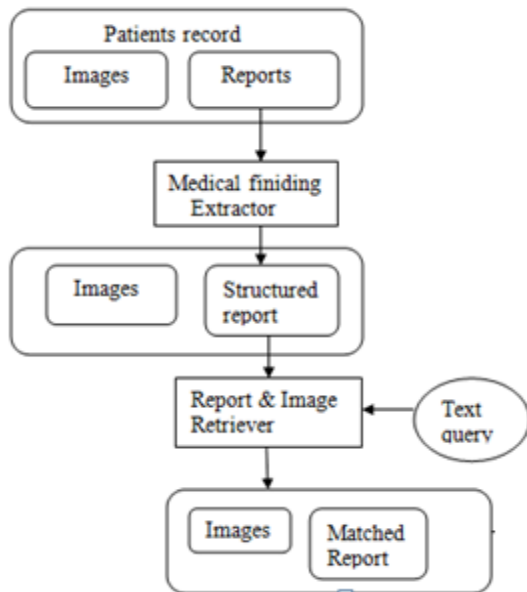 Patients record
Images
Reports
Medical finiding
Extractor
Images
Structured
report
Report & Image
Retriever
Text
query
Images
Matched
Report